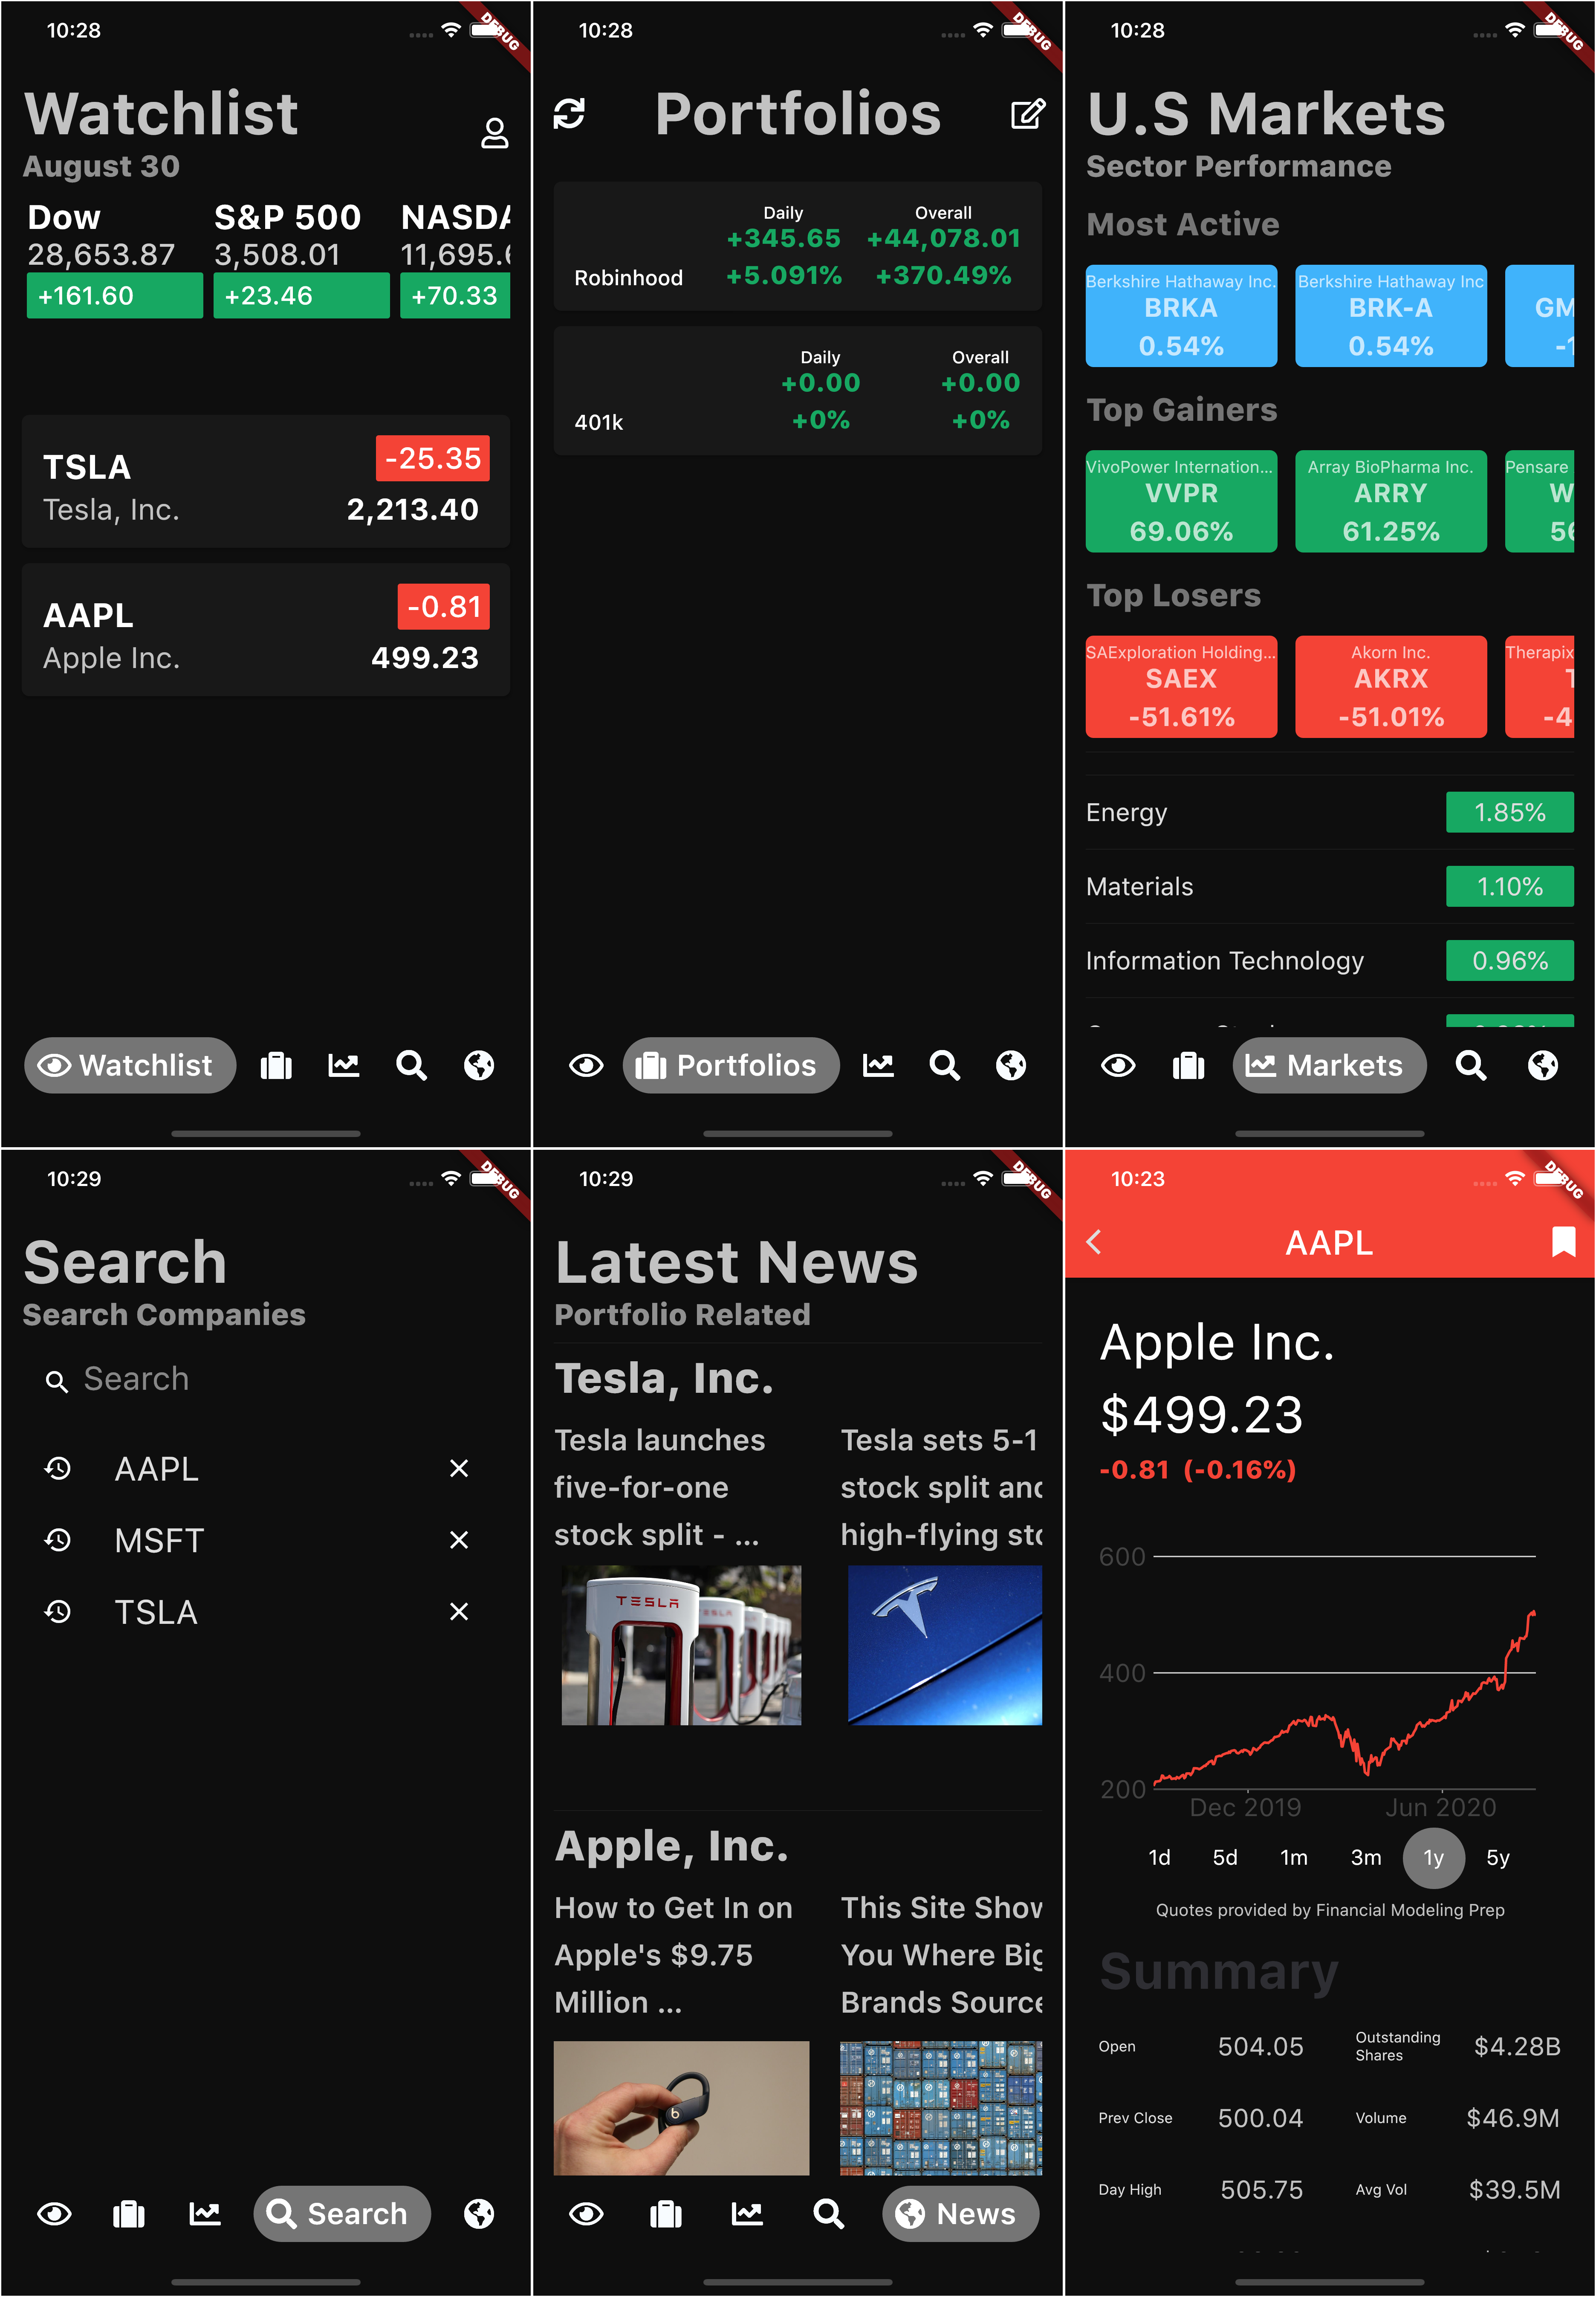 10:28
DEBUG
Watchlist
August 30
Dow S&P 500 NASDA
28,653.87 3,508.01 11,695.6
+161.60 +23.46 +70.33
TSLA -25.35
Tesla, Inc. 2,213.40
AAPL -0.81
Apple Inc. 499.23
Watchlist
10:28
DEBUG
Portfolios
Daily Overall
+345.65 +44,078.01
Robinhood +5.091% +370.49%
Daily Overall
+0.00 +0.00
401k +0% +0%
Portfolios
10:28
DEBUG
U.S Markets
Sector Performance
Most Active
Berkshire Hathaway Inc. Berkshire Hathaway Inc
BRKA BRK-A GM
0.54% 0.54% -1
Top Gainers
VivoPower Internation... Array BioPharma Inc. Pensare
VVPR ARRY W
69.06% 61.25% 56
Top Losers
SAExploration Holding... Akorn Inc. Therapix
SAEX AKRX T
-51.61% -51.01% -4
Energy 1.85%
Materials 1.10%
Information Technology 0.96%
Markets
10:29
DEBUG
Search
Search Companies
Search
AAPL
MSFT
TSLA
Search
10:29
DEBUG
Latest News
Portfolio Related
Tesla, Inc.
Tesla launches
five-for-one
stock split - ...
Tesla sets 5-1
stock split and
high-flying sto
TESLA
Apple, Inc.
How to Get In on
Apple's $9.75
Million ...
This Site Show
You Where Big
Brands Source
News
10:23
DEBUG
AAPL
Apple Inc.
$499.23
-0.81 (-0.16%)
600
400
200
Dec 2019 Jun 2020
1d 5d 1m 3m 1y 5y
Quotes provided by Financial Modeling Prep
Summary
Open 504.05 Outstanding Shares $4.28B
Prev Close 500.04 Volume $46.9M
Day High 505.75 Avg Vol $39.5M